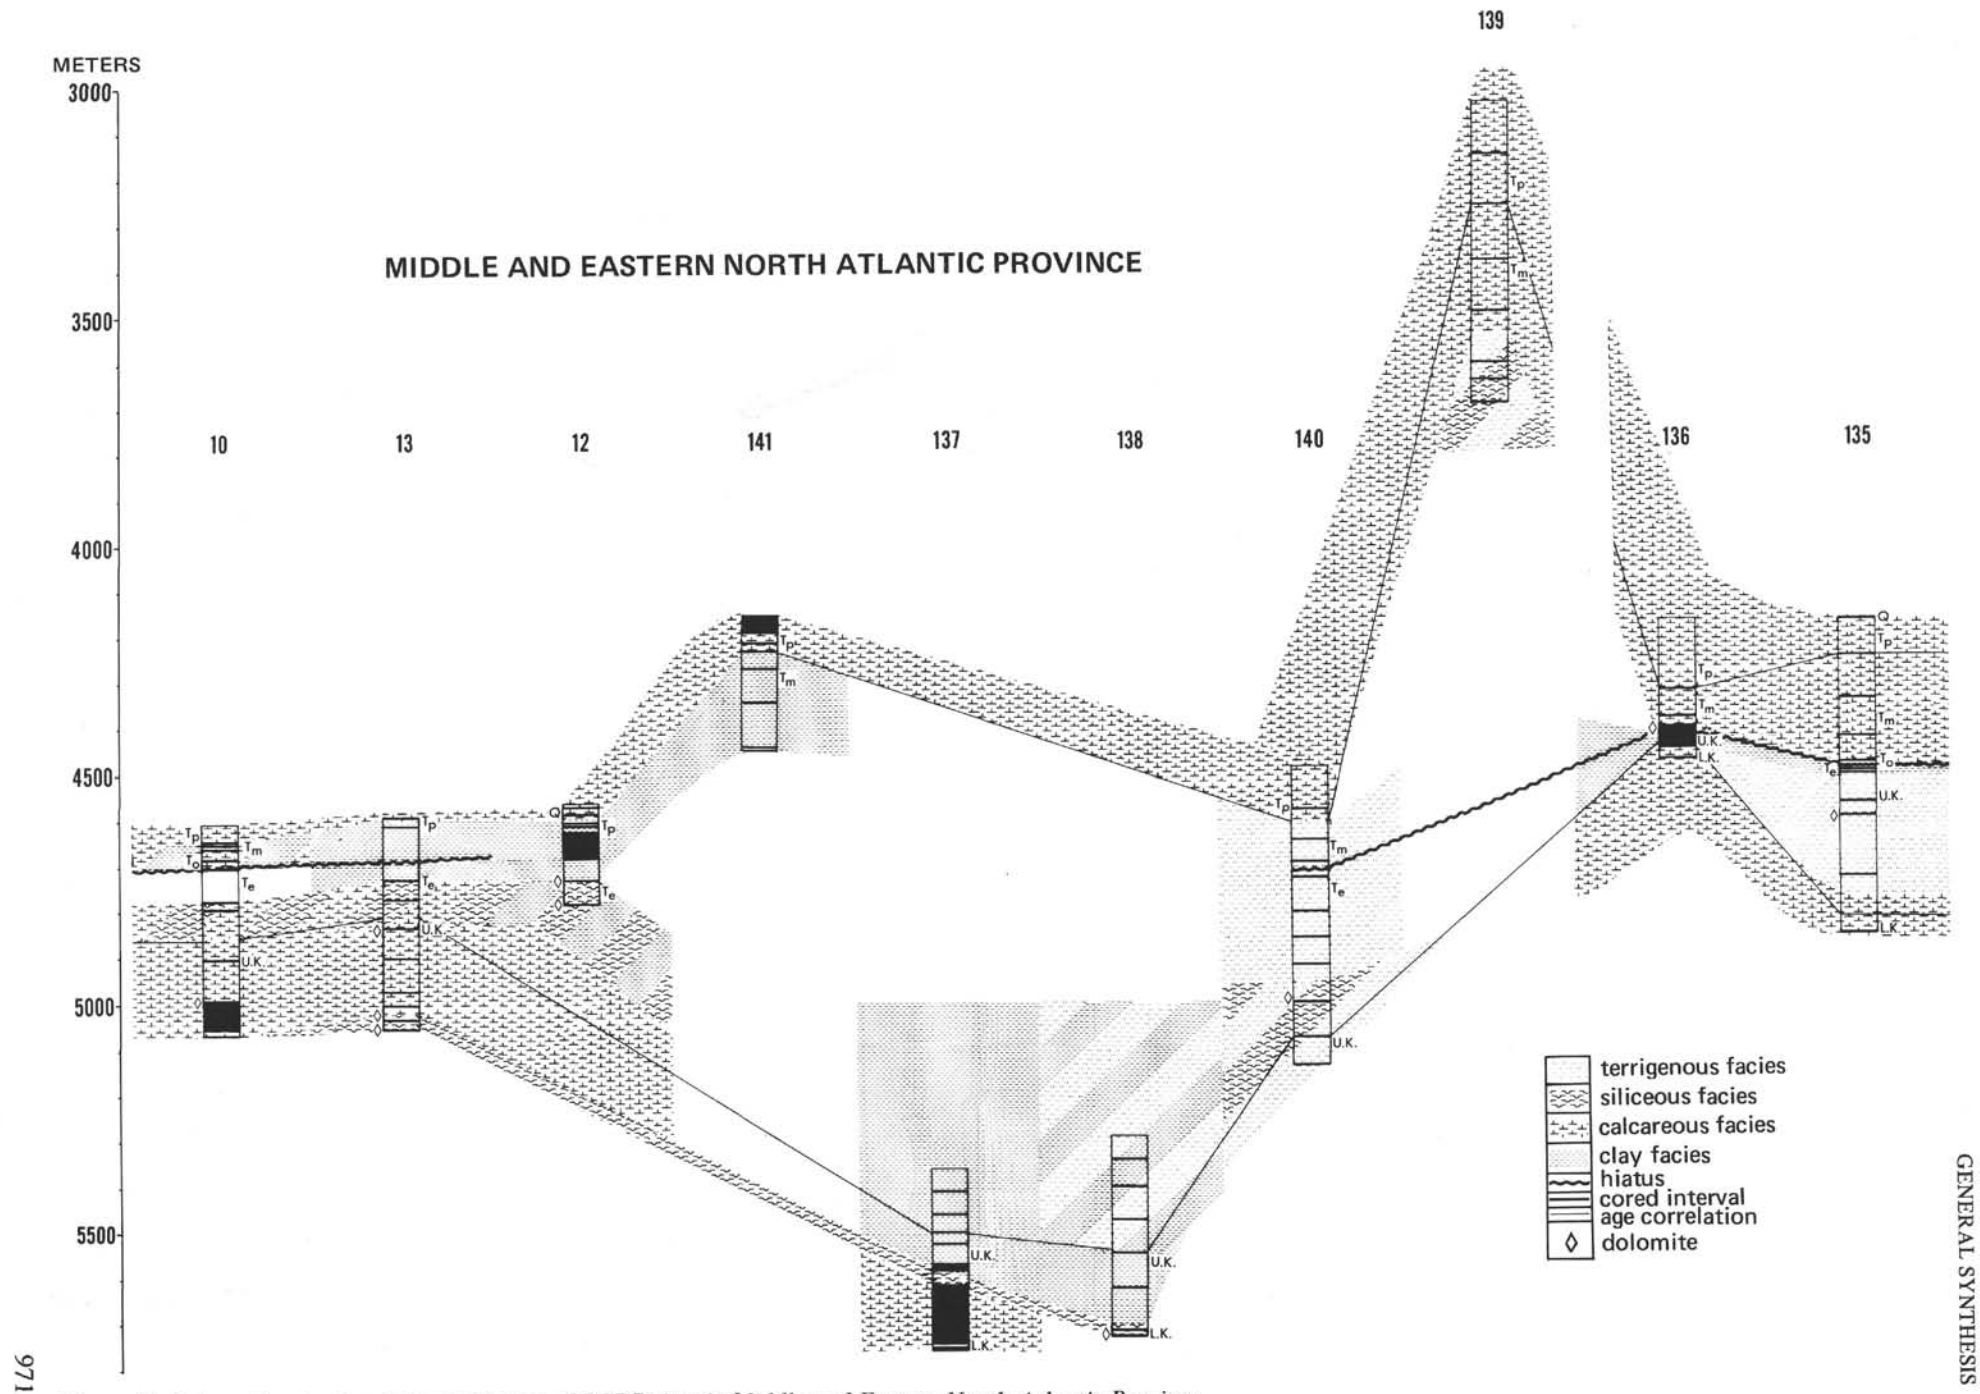 139
METERS
3000
MIDDLE AND EASTERN NORTH ATLANTIC PROVINCE
3500
10 13 12 141 137 138 140 136 135
4000
4500
5000
5500
Tp
Tm
Tp
Tm
Q
Tp
Tm
To
Te
U.K.
L.K.
Tp
Tm
U.K.
L.K.
Tp
Tm
Te
U.K.
Q
Tp
Te
Tp
Te
U.K.
Tp
Tm
To
Te
U.K.
U.K.
L.K.
U.K.
L.K.
terrigenous facies
siliceous facies
calcareous facies
clay facies
hiatus
cored interval
age correlation
dolomite
GENERAL SYNTHESIS
971